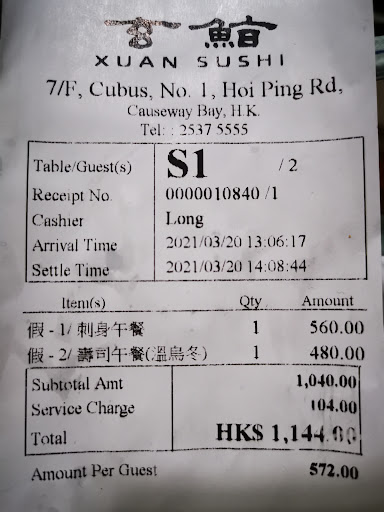 玄鮨
XUAN SUSHI
7/F, Cubus, No. 1, Hoi Ping Rd,
Causeway Bay, H.K.
Tel: : 2537 5555
Table/Guest(s) S1 / 2
Receipt No. 0000010840 /1
Cashier Long
Arrival Time 2021/03/20 13:06:17
Settle Time 2021/03/20 14:08:44
Item(s) Qty Amount
假 - 1/ 刺身午餐 1 560.00
假 - 2/ 壽司午餐(溫烏冬) 1 480.00
Subtotal Amt 1,040.00
Service Charge 104.00
Total HK$ 1,144.00
Amount Per Guest 572.00